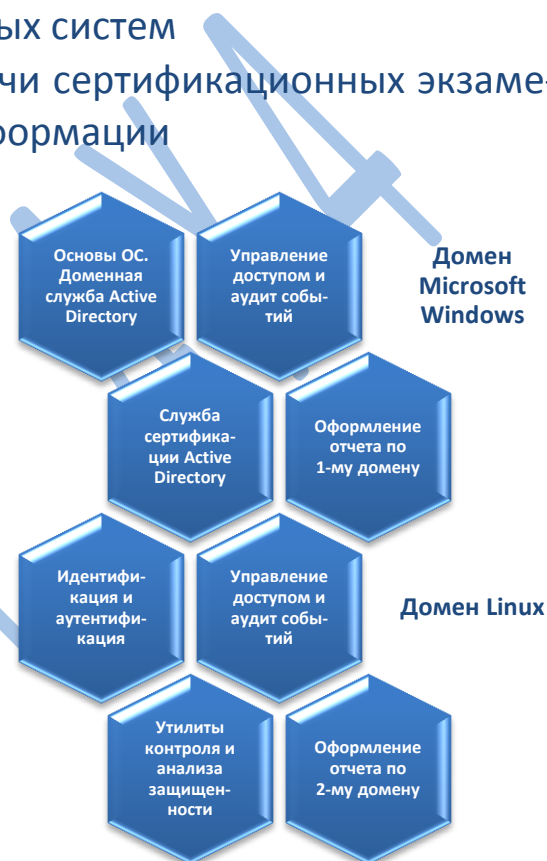 ых систем
чи сертификационных экзаме-
формации
Основы ОС.
Доменная
служба Active
Directory
Управление
доступом и
аудит собы-
тий
Домен
Microsoft
Windows
Служба
сертифика-
ции Active
Directory
Оформление
отчета по
1-му домену
Идентифи-
кация и
аутентифи-
кация
Управление
доступом и
аудит собы-
тий
Домен Linux
Утилиты
контроля и
анализа
защищен-
ности
Оформление
отчета по
2-му домену